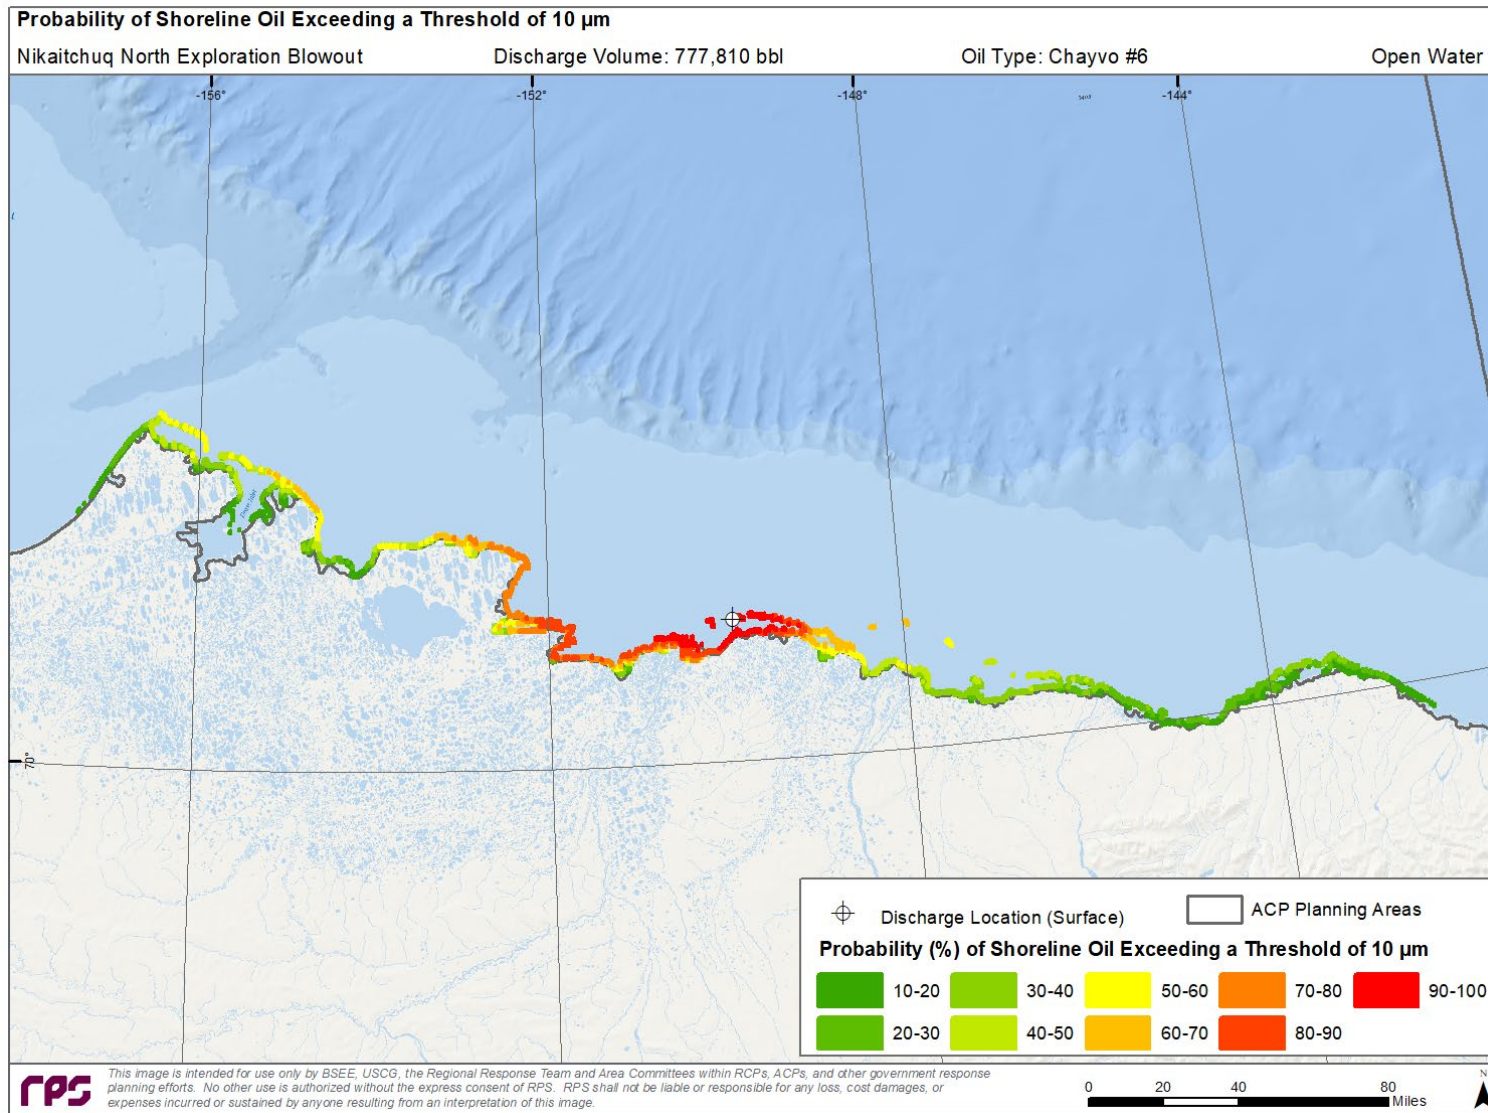 Probability of Shoreline Oil Exceeding a Threshold of 10 µm
Nikaitchuq North Exploration Blowout Discharge Volume: 777,810 bbl Oil Type: Chayvo #6 Open Water
-156° -152° -148° -144°
70°
Discharge Location (Surface) ACP Planning Areas
Probability (%) of Shoreline Oil Exceeding a Threshold of 10 µm
10-20 30-40 50-60 70-80 90-100
20-30 40-50 60-70 80-90
rps
This image is intended for use only by BSEE, USCG, the Regional Response Team and Area Committees within RCPs, ACPs, and other government response
planning efforts. No other use is authorized without the express consent of RPS. RPS shall not be liable or responsible for any loss, cost damages, or
expenses incurred or sustained by anyone resulting from an interpretation of this image.
N
0 20 40 80
Miles